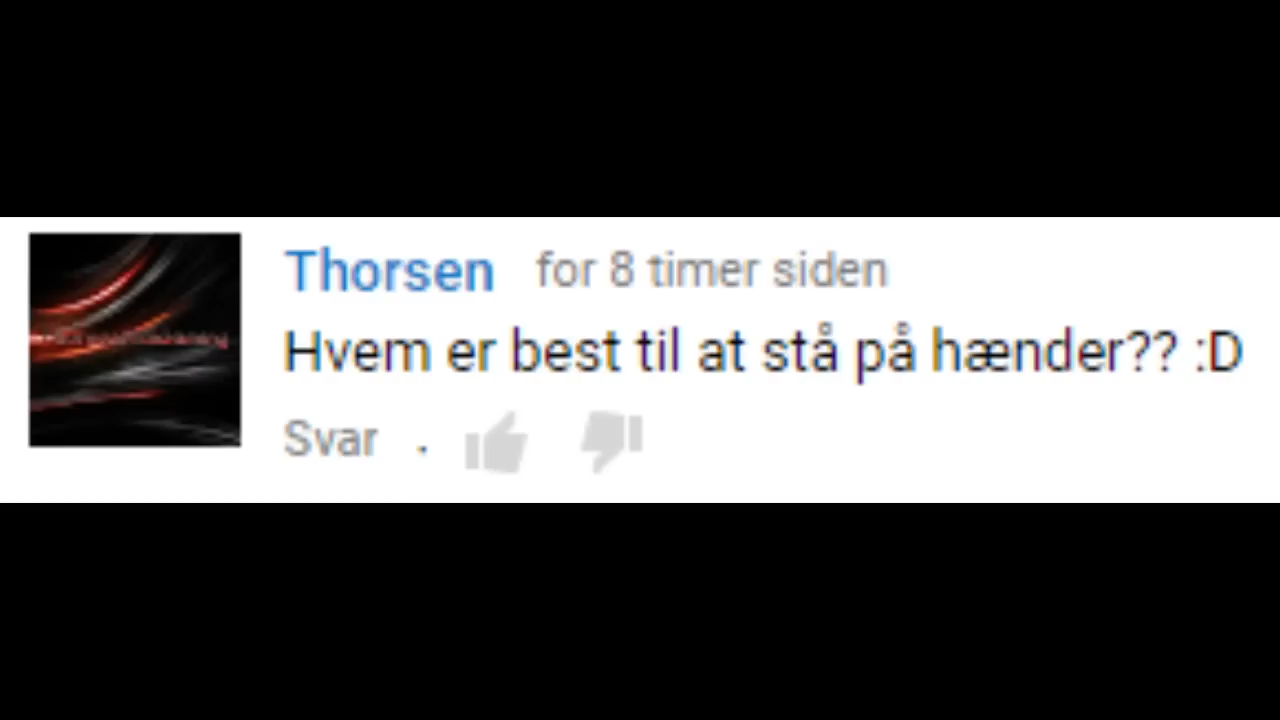 Thorsen for 8 timer siden
Hvem er best til at stå på hænder?? :D
Svar .